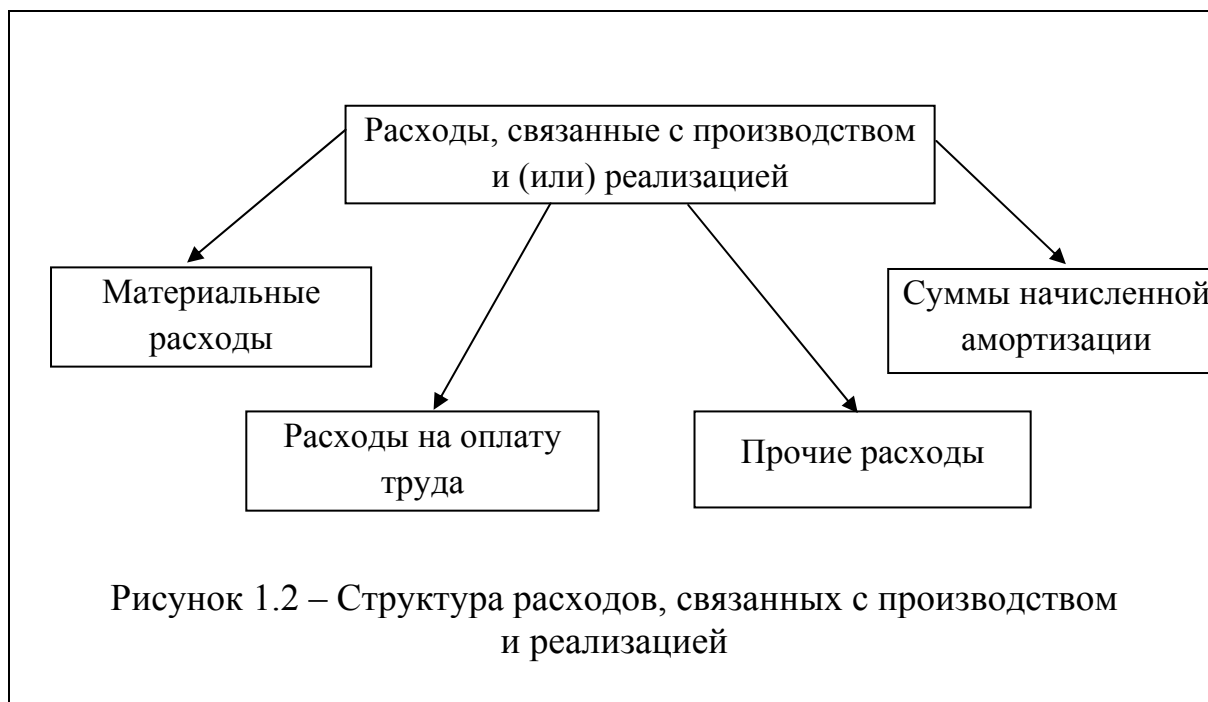 Расходы, связанные с производством
и (или) реализацией
Материальные
расходы
Суммы начисленной
амортизации
Расходы на оплату
труда
Прочие расходы
Рисунок 1.2 – Структура расходов, связанных с производством
и реализацией